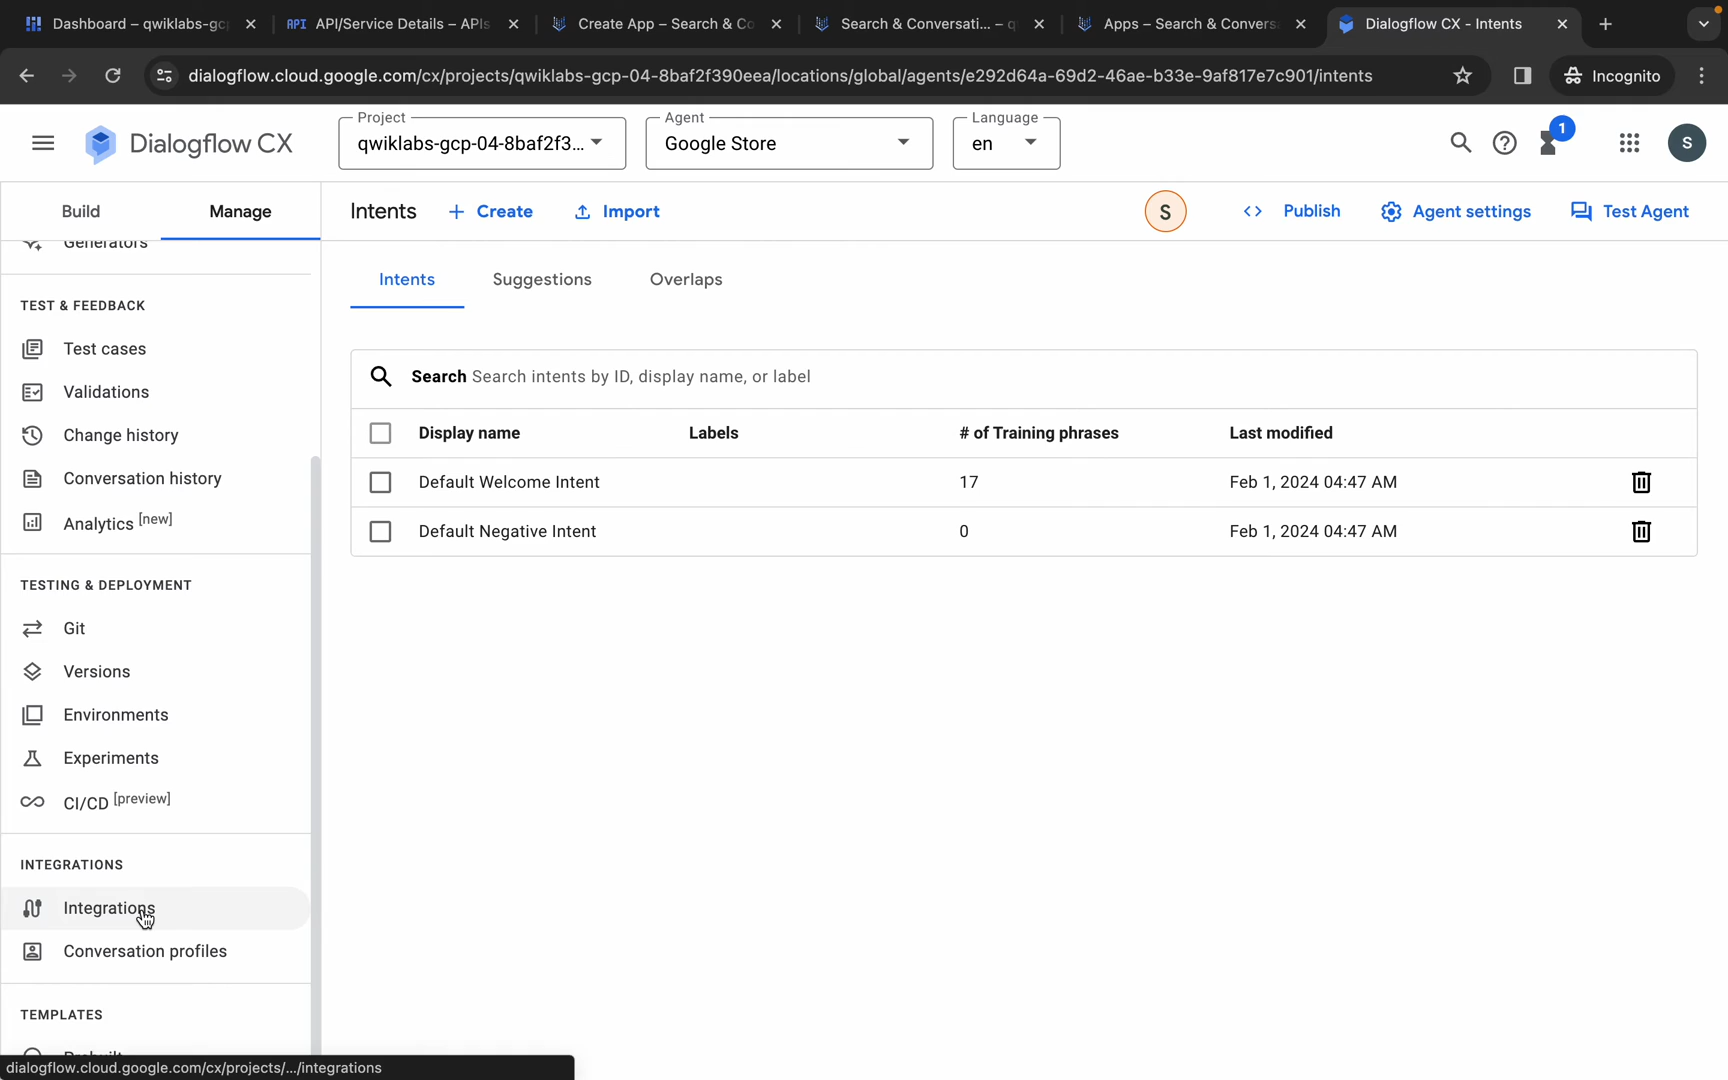 Dashboard – qwiklabs-gc
API API/Service Details – APIs
Create App – Search & Co
Search & Conversati... – q
Apps – Search & Convers
Dialogflow CX - Intents
dialogflow.cloud.google.com/cx/projects/qwiklabs-gcp-04-8baf2f390eea/locations/global/agents/e292d64a-69d2-46ae-b33e-9af817e7c901/intents
Incognito
Dialogflow CX
Project
qwiklabs-gcp-04-8baf2f3...
Agent
Google Store
Language
en
1
S
Build
Manage
Intents
Create
Import
S
Publish
Agent settings
Test Agent
Generators
TEST & FEEDBACK
Test cases
Validations
Change history
Conversation history
Analytics [new]
TESTING & DEPLOYMENT
Git
Versions
Environments
Experiments
CI/CD [preview]
INTEGRATIONS
Integrations
Conversation profiles
TEMPLATES
Prebuilt
dialogflow.cloud.google.com/cx/projects/.../integrations
Intents
Suggestions
Overlaps
Search Search intents by ID, display name, or label
Display name Labels # of Training phrases Last modified
Default Welcome Intent 17 Feb 1, 2024 04:47 AM
Default Negative Intent 0 Feb 1, 2024 04:47 AM